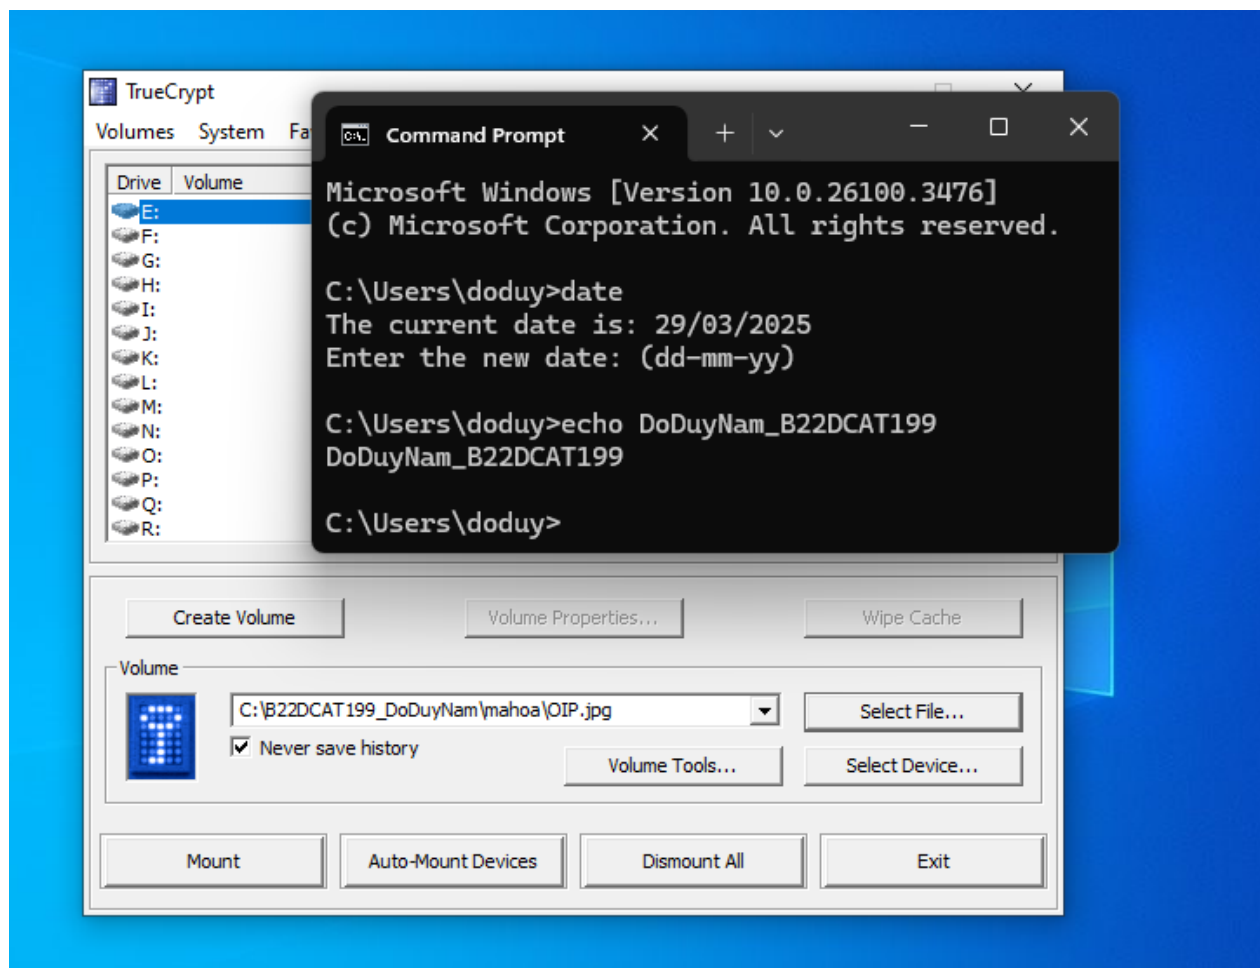 TrueCrypt
Volumes System Fa
Drive Volume
E:
F:
G:
H:
I:
J:
K:
L:
M:
N:
O:
P:
Q:
R:
Command Prompt
Microsoft Windows [Version 10.0.26100.3476]
(c) Microsoft Corporation. All rights reserved.
C:\Users\doduy>date
The current date is: 29/03/2025
Enter the new date: (dd-mm-yy)
C:\Users\doduy>echo DoDuyNam_B22DCAT199
DoDuyNam_B22DCAT199
C:\Users\doduy>
Create Volume Volume Properties... Wipe Cache
Volume
C:\B22DCAT199_DoDuyNam\mahoa\OIP.jpg Select File...
Never save history
Volume Tools... Select Device...
Mount Auto-Mount Devices Dismount All Exit